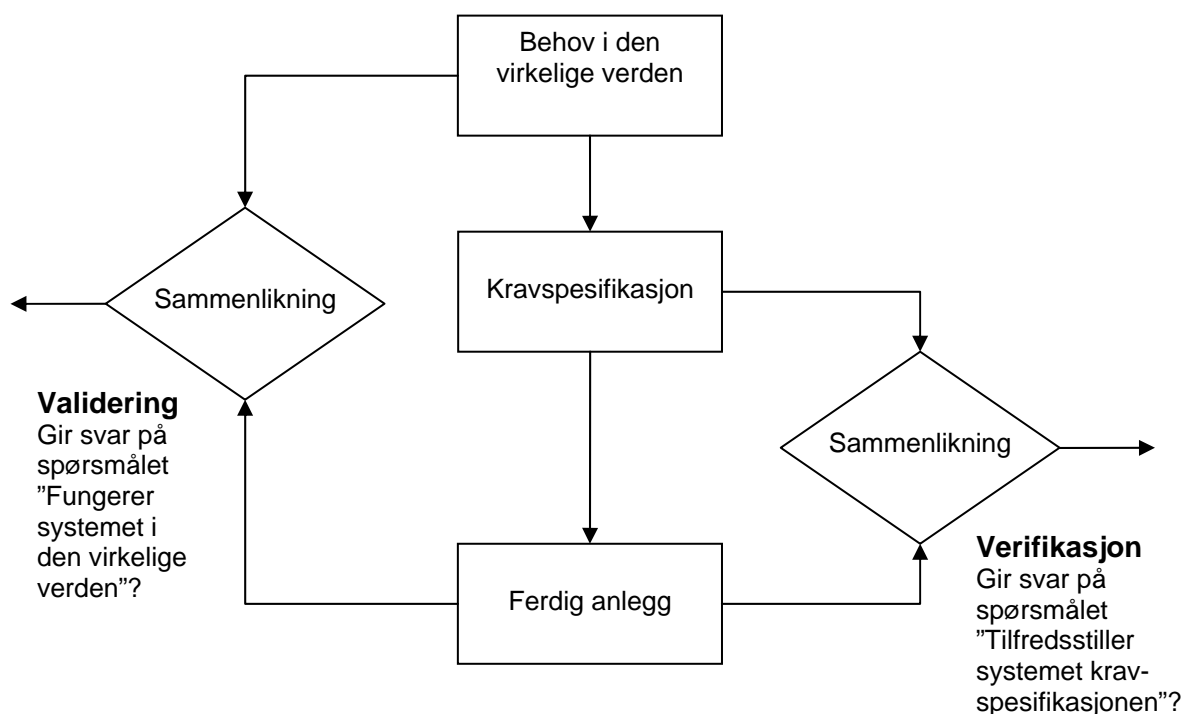 Behov i den
virkelige verden
Kravspesifikasjon
Sammenlikning
Validering
Gir svar på
spørsmålet
”Fungerer
systemet i
den virkelige
verden”?
Sammenlikning
Ferdig anlegg
Verifikasjon
Gir svar på
spørsmålet
”Tilfredsstiller
systemet krav-
spesifikasjonen”?